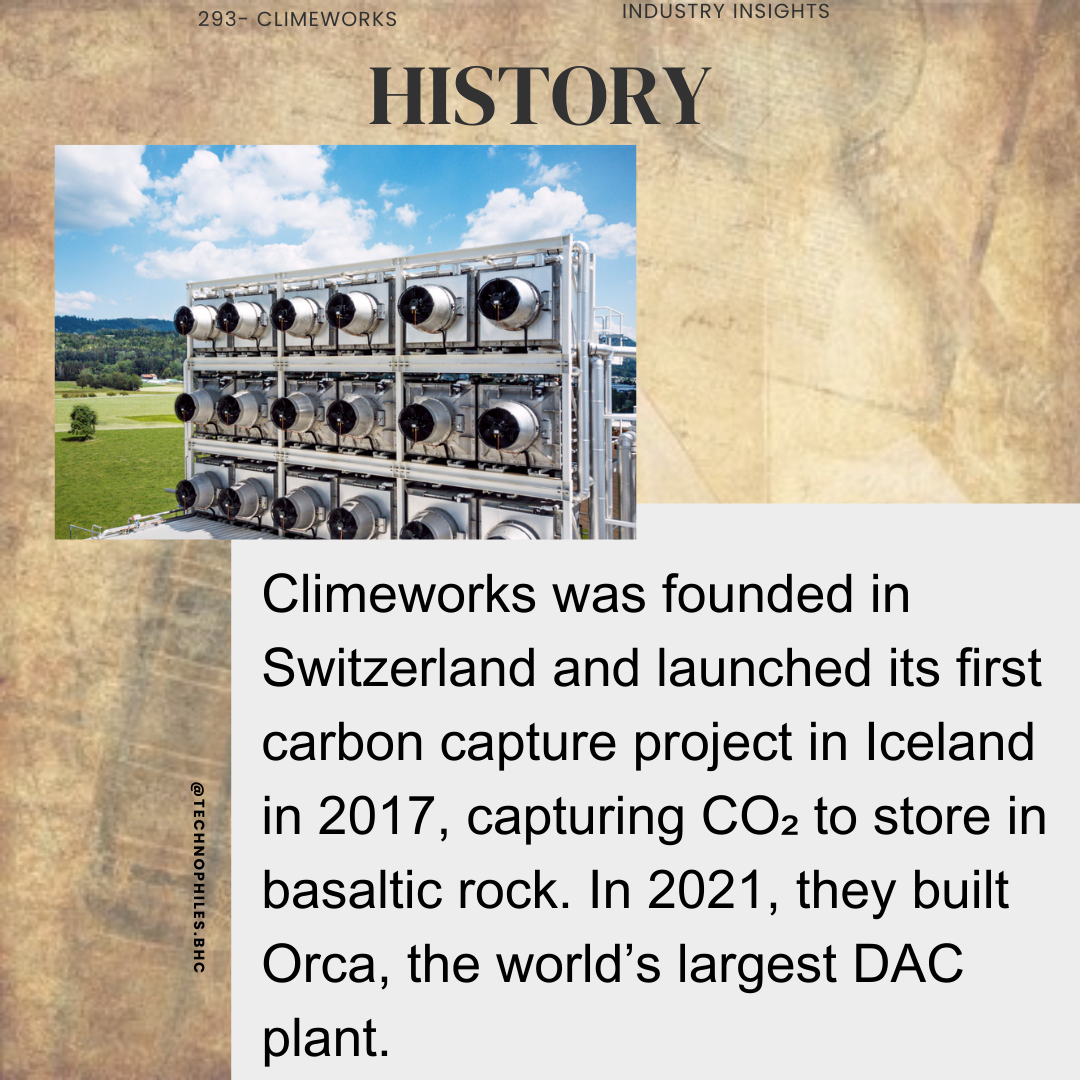 293- CLIMEWORKS
INDUSTRY INSIGHTS
HISTORY
Climeworks was founded in
Switzerland and launched its first
carbon capture project in Iceland
in 2017, capturing CO₂ to store in
basaltic rock. In 2021, they built
Orca, the world’s largest DAC
plant.
@TECHNOPHILES.BHC